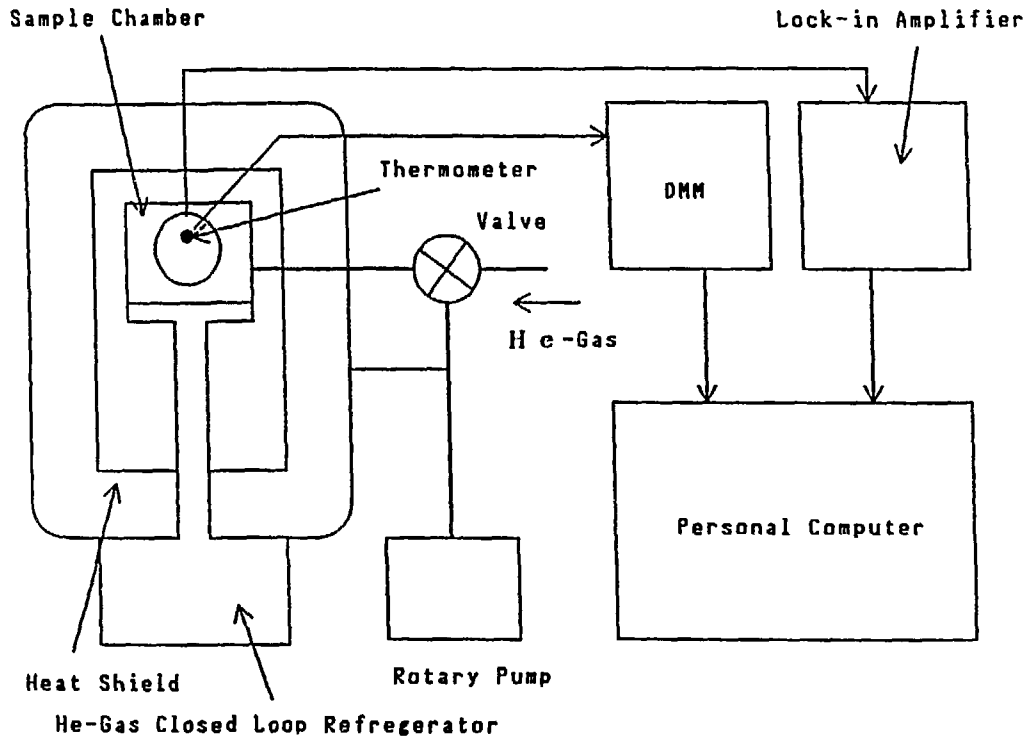 Sample Chamber
Lock-in Amplifier
Thermometer
DMM
Valve
He-Gas
Personal Computer
Heat Shield
Rotary Pump
He-Gas Closed Loop Refregerator